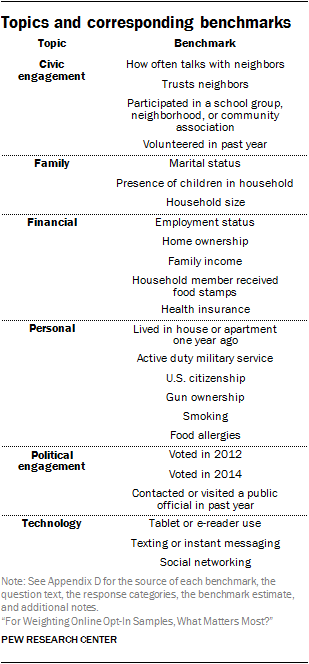 Topics and corresponding benchmarks
Topic Benchmark
Civic engagement How often talks with neighbors
Trusts neighbors
Participated in a school group,
neighborhood, or community
association
Volunteered in past year
Family Marital status
Presence of children in household
Household size
Financial Employment status
Home ownership
Family income
Household member received
food stamps
Health insurance
Personal Lived in house or apartment
one year ago
Active duty military service
U.S. citizenship
Gun ownership
Smoking
Food allergies
Political engagement Voted in 2012
Voted in 2014
Contacted or visited a public
official in past year
Technology Tablet or e-reader use
Texting or instant messaging
Social networking
Note: See Appendix D for the source of each benchmark, the
question text, the response categories, the benchmark estimate,
and additional notes.
“For Weighting Online Opt-In Samples, What Matters Most?”
PEW RESEARCH CENTER